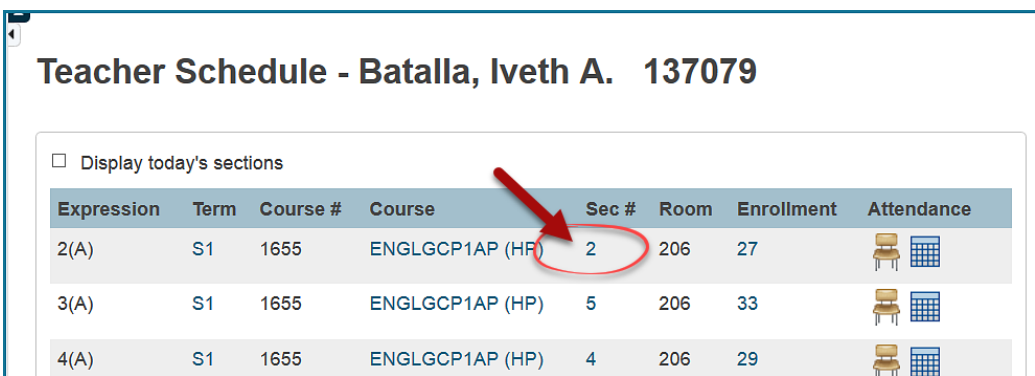 Teacher Schedule - Batalla, Iveth A. 137079
Display today's sections
Expression Term Course # Course Sec # Room Enrollment Attendance
2(A) S1 1655 ENGLGCP1AP (HP) 2 206 27
3(A) S1 1655 ENGLGCP1AP (HP) 5 206 33
4(A) S1 1655 ENGLGCP1AP (HP) 4 206 29